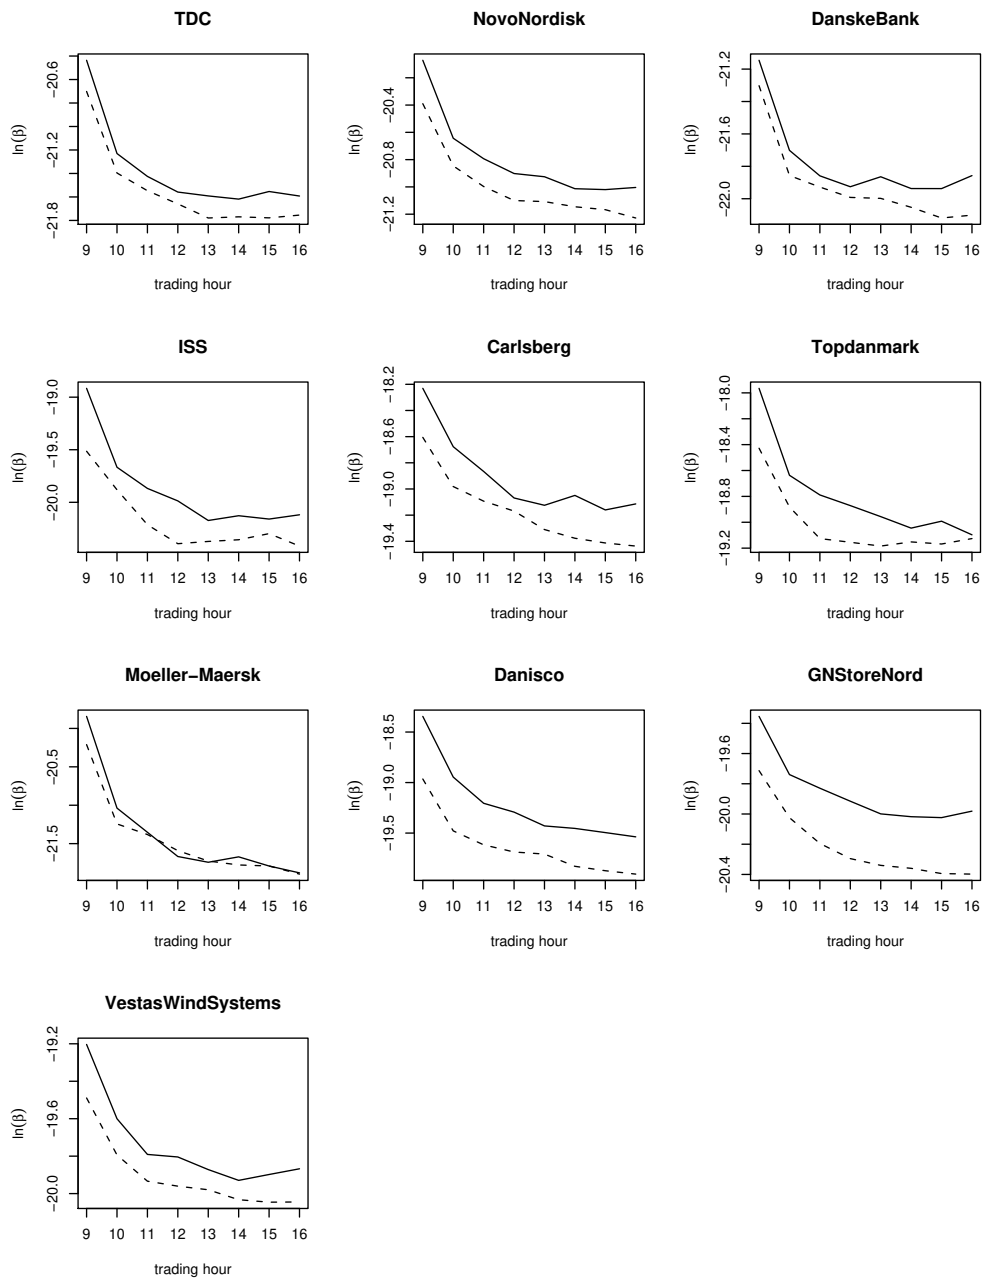 TDC
ln(β)
−20.6
−21.2
−21.8
9 10 11 12 13 14 15 16
trading hour
NovoNordisk
ln(β)
−20.4
−20.8
−21.2
9 10 11 12 13 14 15 16
trading hour
DanskeBank
ln(β)
−21.2
−21.6
−22.0
9 10 11 12 13 14 15 16
trading hour
ISS
ln(β)
−19.0
−19.5
−20.0
9 10 11 12 13 14 15 16
trading hour
Carlsberg
ln(β)
−18.2
−18.6
−19.0
−19.4
9 10 11 12 13 14 15 16
trading hour
Topdanmark
ln(β)
−18.0
−18.4
−18.8
−19.2
9 10 11 12 13 14 15 16
trading hour
Moeller−Maersk
ln(β)
−20.5
−21.5
9 10 11 12 13 14 15 16
trading hour
Danisco
ln(β)
−18.5
−19.0
−19.5
9 10 11 12 13 14 15 16
trading hour
GNStoreNord
ln(β)
−19.6
−20.0
−20.4
9 10 11 12 13 14 15 16
trading hour
VestasWindSystems
ln(β)
−19.2
−19.6
−20.0
9 10 11 12 13 14 15 16
trading hour